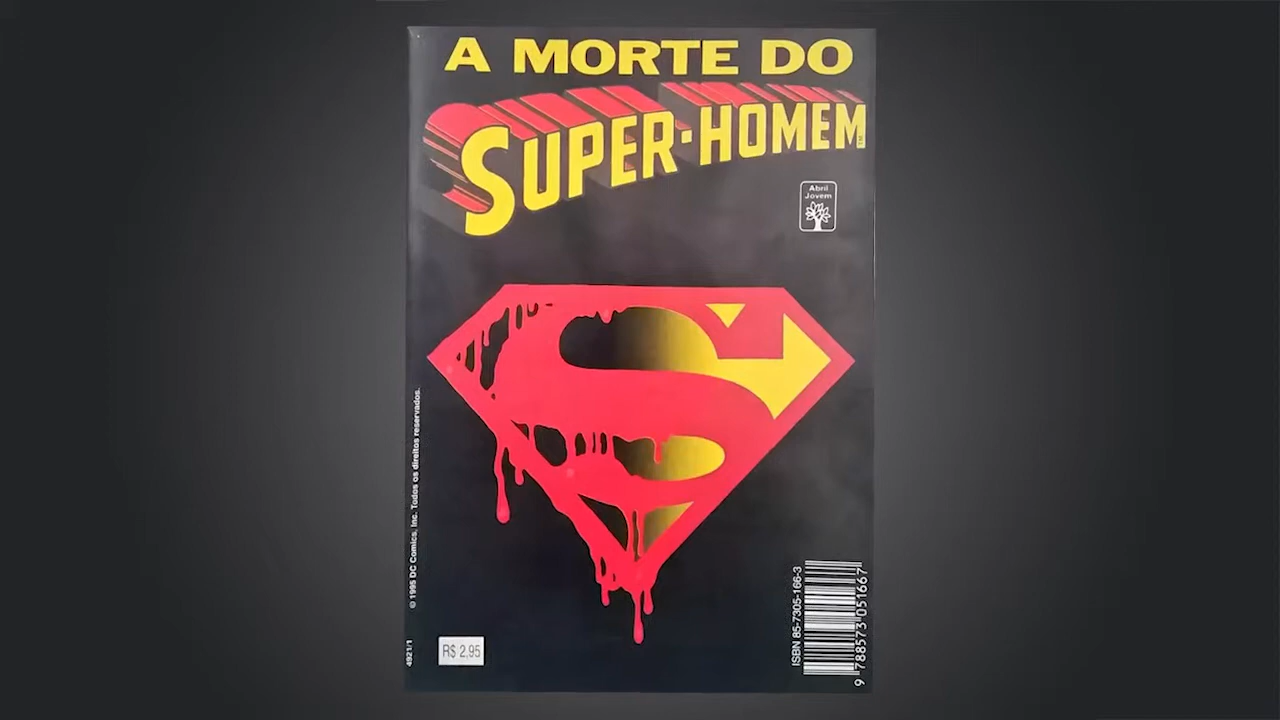 A MORTE DO
SUPER-HOMEM
TM
Abril
Jovem
© 1995 DC Comics, Inc. Todos os direitos reservados.
4921/1
R$ 2,95
ISBN 85-7305-166-3
9 788573 051667